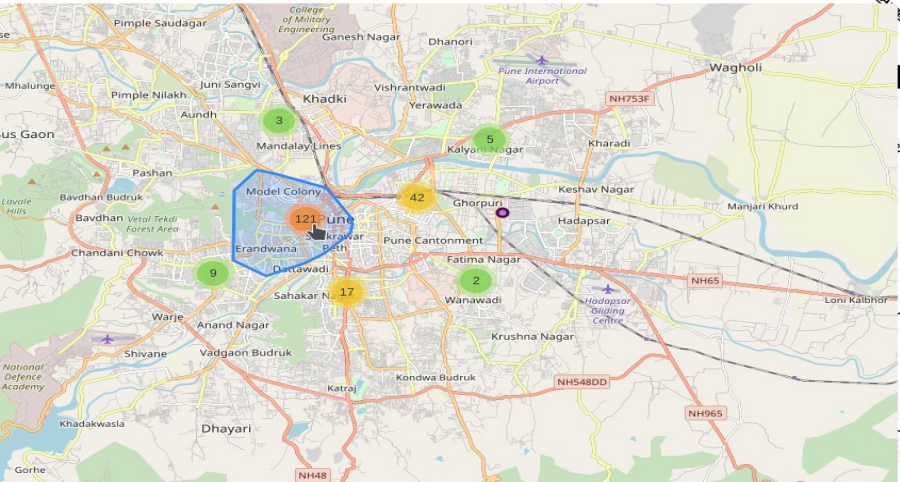 College
of Military
Engineering
Pimple Saudagar
Ganesh Nagar
Dhanori
Pune International
Airport
Wagholi
Mhalunge
Juni Sangvi
Pimple Nilakh
Khadki
Vishrantwadi
Yerawada
NH753F
Aundh
3
Sus Gaon
Mandalay Lines
5
Kalyani Nagar
Kharadi
Pashan
Model Colony
Keshav Nagar
Lavale
Hills
Bavdhan Budruk
42
Ghorpuri
Manjari Khurd
Bavdhan
Vetal Tekdi
Forest Area
121
Pune
Hadapsar
Peth
Pune Cantonment
Erandwana
Chandani Chowk
Fatima Nagar
Dattawadi
9
2
NH65
Sahakar
17
Wanawadi
Hadapsar
Gliding
Centre
Loni Kalbhor
Warje
Anand Nagar
Krushna Nagar
Shivane
Vadgaon Budruk
National
Defence
Academy
Kondwa Budruk
NH548DD
Katraj
NH965
Khadakwasla
Dhayari
Gorhe
NH48